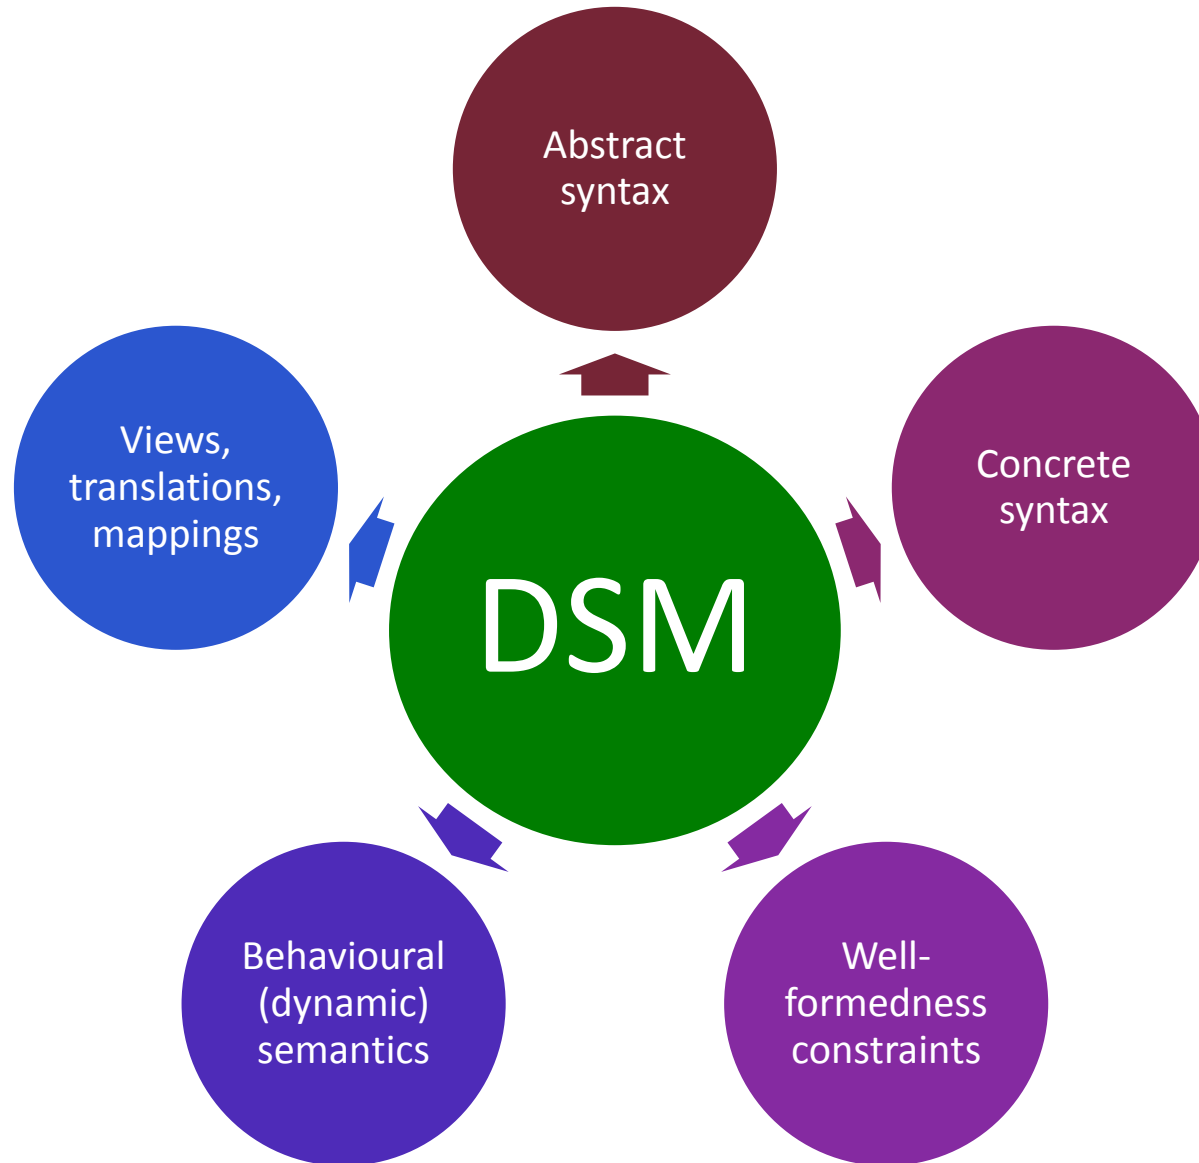 Abstract
syntax
Views,
translations,
mappings
Concrete
syntax
DSM
Behavioural
(dynamic)
semantics
Well-
formedness
constraints